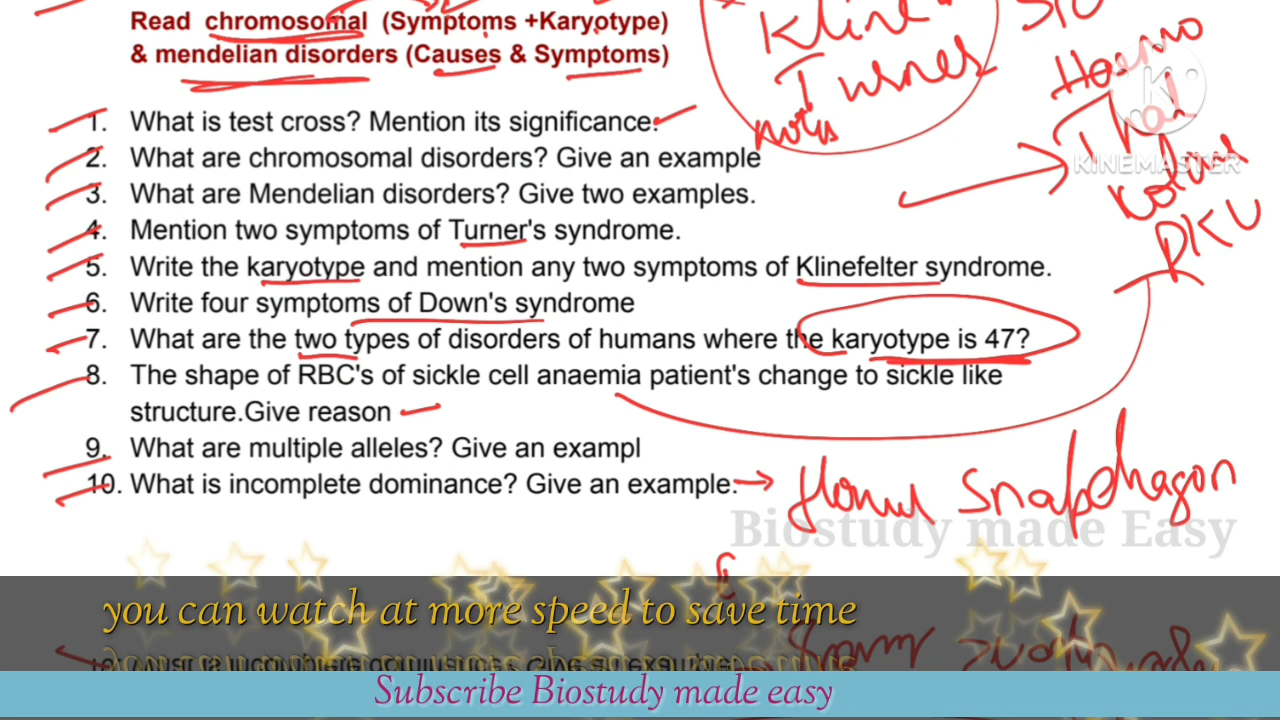 Read chromosomal (Symptoms +Karyotype)
& mendelian disorders (Causes & Symptoms)
Turner
Haemo
Thal
KINEMASTER
PKU
1. What is test cross? Mention its significance.
2. What are chromosomal disorders? Give an example
3. What are Mendelian disorders? Give two examples.
4. Mention two symptoms of Turner's syndrome.
5. Write the karyotype and mention any two symptoms of Klinefelter syndrome.
6. Write four symptoms of Down's syndrome
7. What are the two types of disorders of humans where the karyotype is 47?
8. The shape of RBC's of sickle cell anaemia patient's change to sickle like
structure.Give reason
9. What are multiple alleles? Give an exampl
10. What is incomplete dominance? Give an example.
Snapdragon
Biostudy made Easy
you can watch at more speed to save time
Subscribe Biostudy made easy